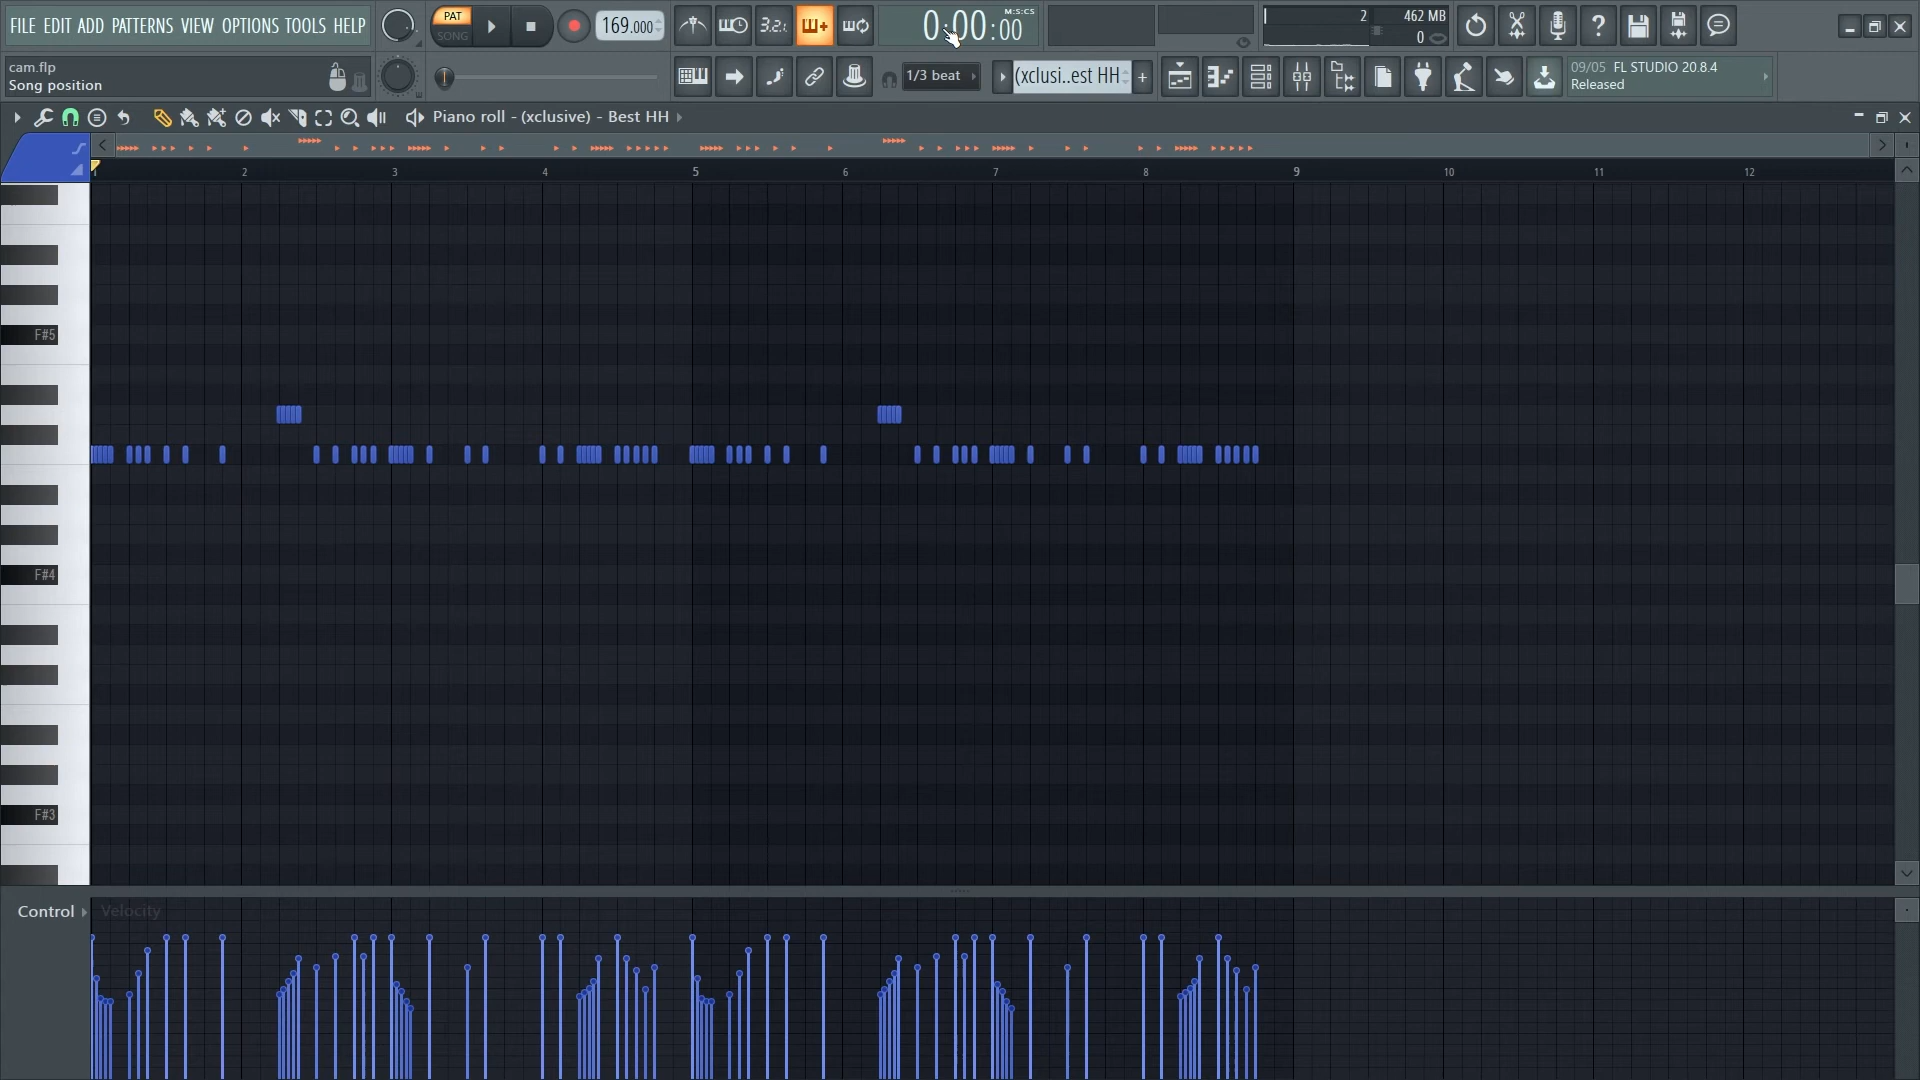 FILE EDIT ADD PATTERNS VIEW OPTIONS TOOLS HELP
PAT
SONG
169.000
3.2.
M:S:CS
0:00:00
2
462 MB
0
cam.flp
Song position
1/3 beat
(xclusi..est HH
+
09/05 FL STUDIO 20.8.4
Released
Piano roll - (xclusive) - Best HH
2 3 4 5 6 7 8 9 10 11 12
F#5
F#4
F#3
Control
Velocity